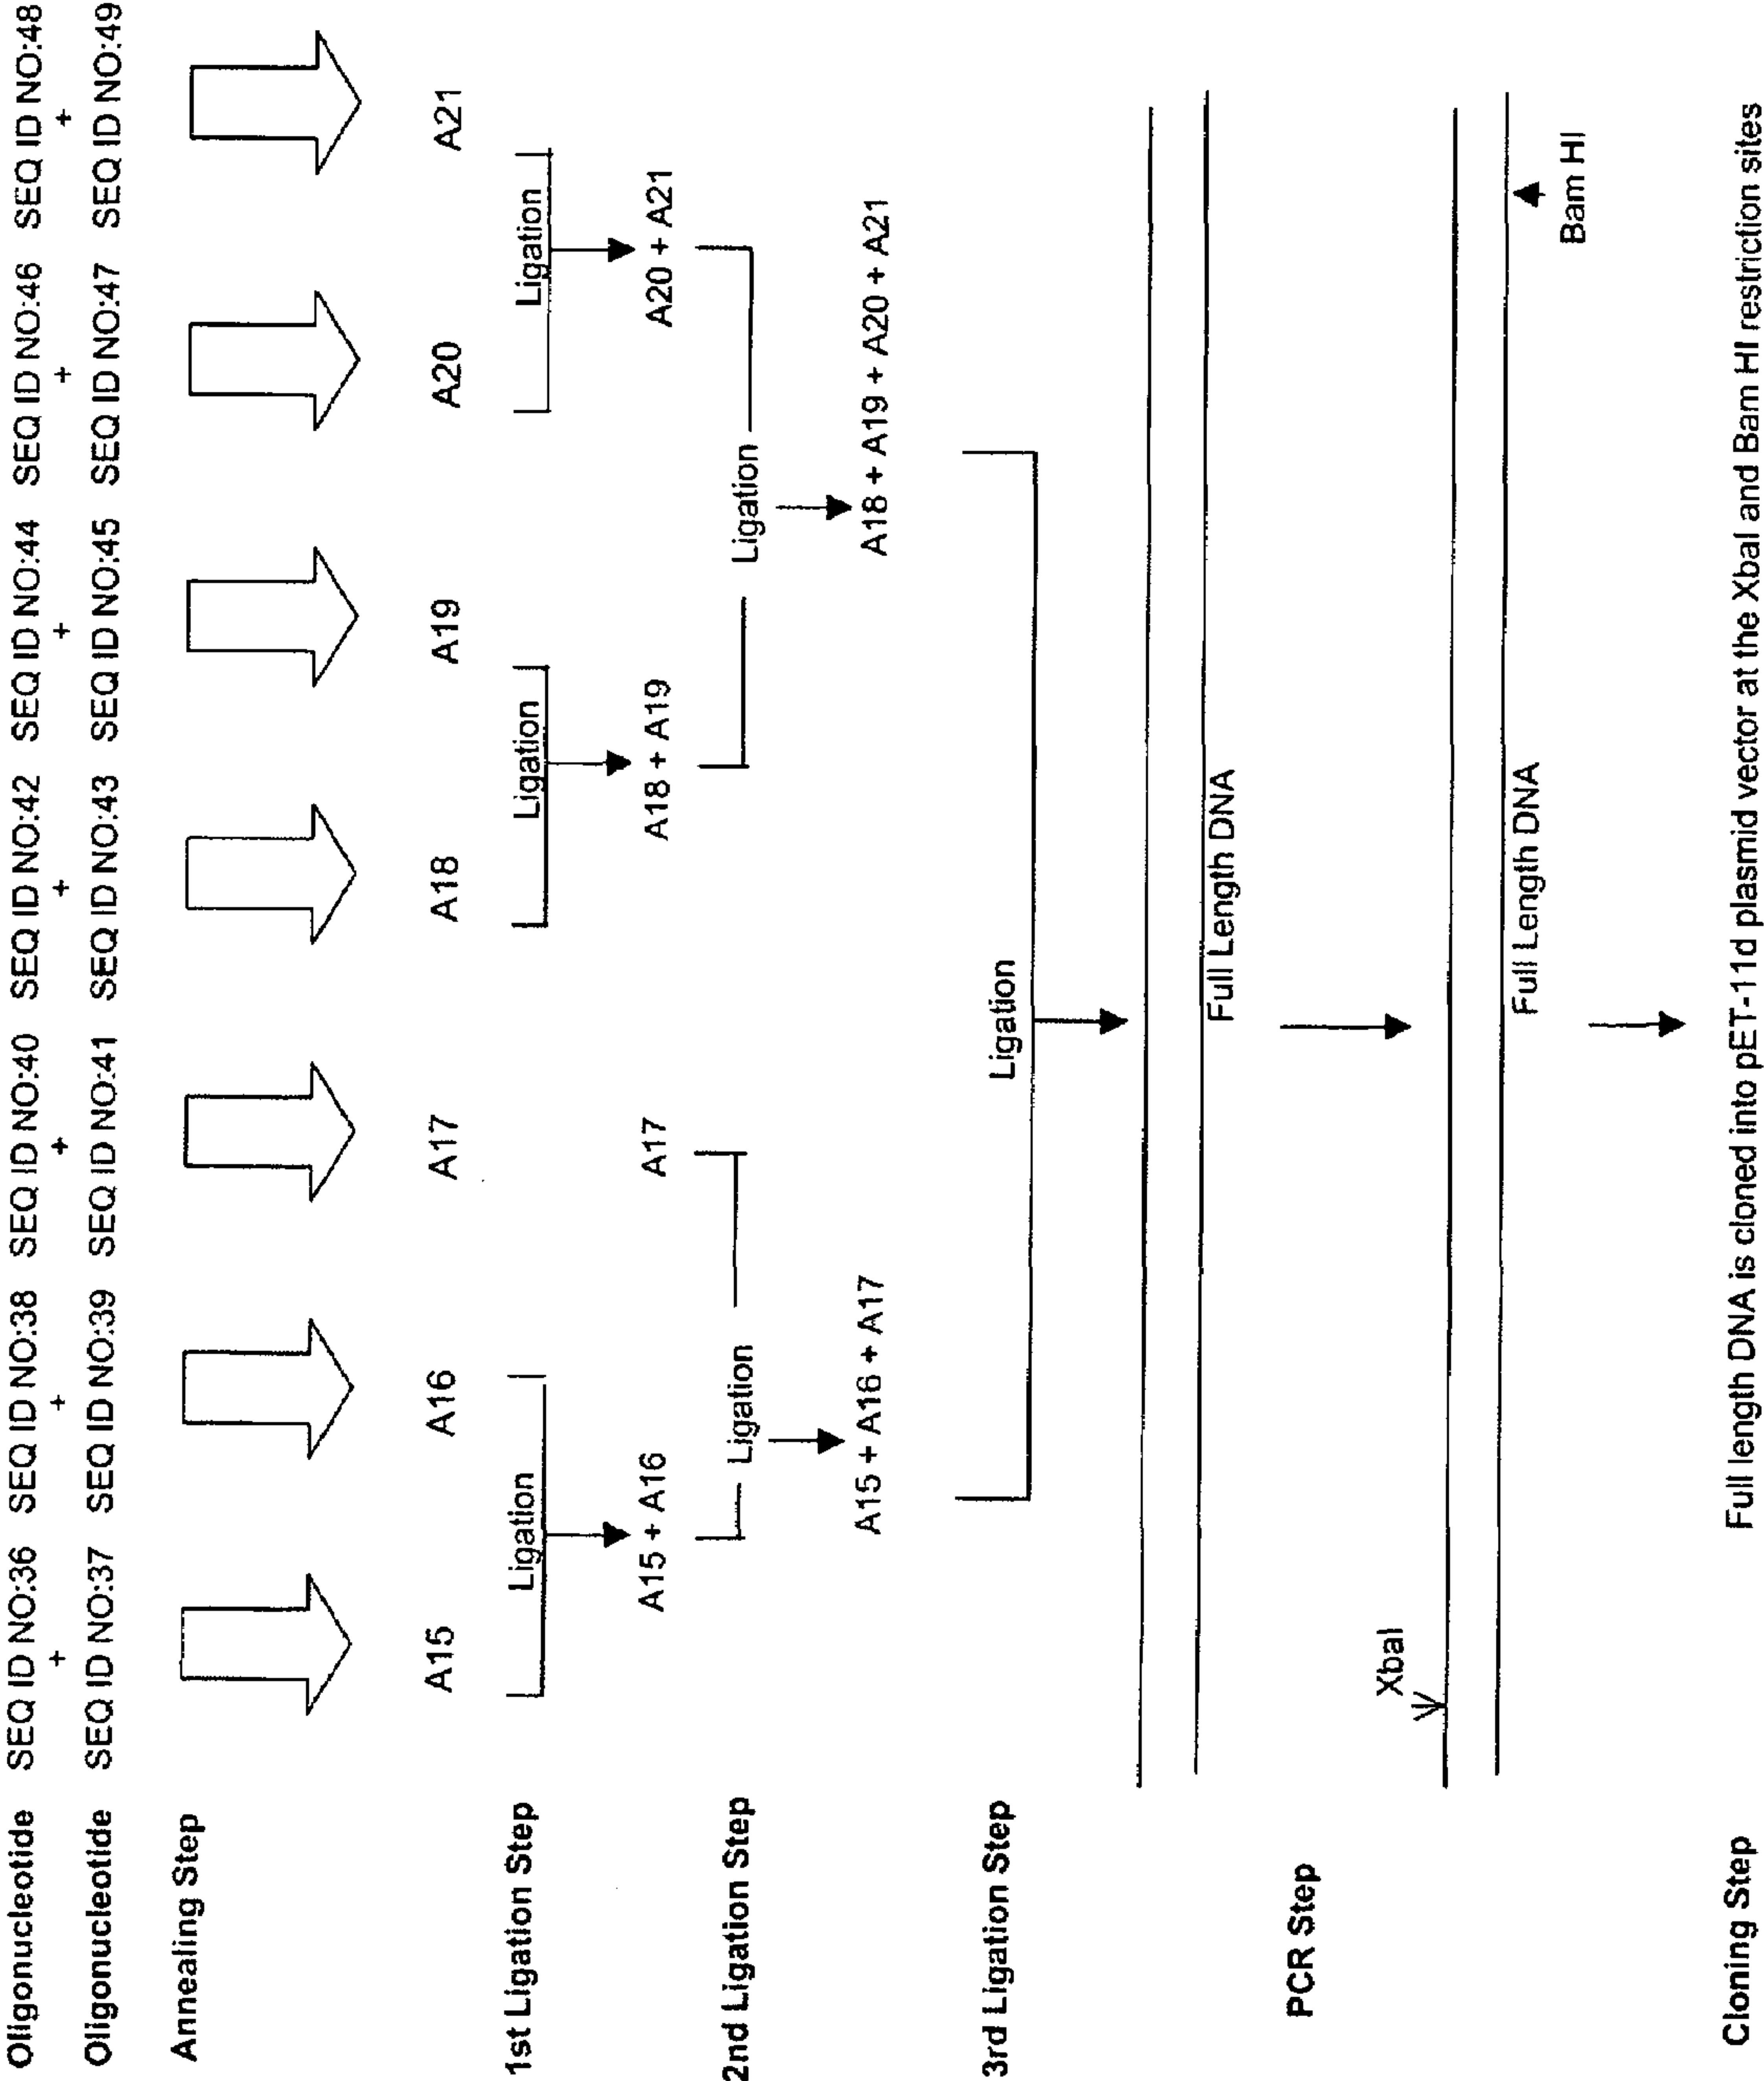 Oligonucleotide SEQ ID NO:36 SEQ ID NO:38 SEQ ID NO:40 SEQ ID NO:42 SEQ ID NO:44 SEQ ID NO:46 SEQ ID NO:48
+ + + + + + +
Oligonucleotide SEQ ID NO:37 SEQ ID NO:39 SEQ ID NO:41 SEQ ID NO:43 SEQ ID NO:45 SEQ ID NO:47 SEQ ID NO:49
Annealing Step
A15 A16 A17 A18 A19 A20 A21
1st Ligation Step Ligation Ligation Ligation
A15 + A16 A17 A18 + A19 A20 + A21
2nd Ligation Step Ligation Ligation
A15 + A16 + A17 A18 + A19 + A20 + A21
3rd Ligation Step Ligation
Full Length DNA
PCR Step
XbaI
Full Length DNA
Bam HI
Cloning Step Full length DNA is cloned into pET-11d plasmid vector at the XbaI and Bam HI restriction sites